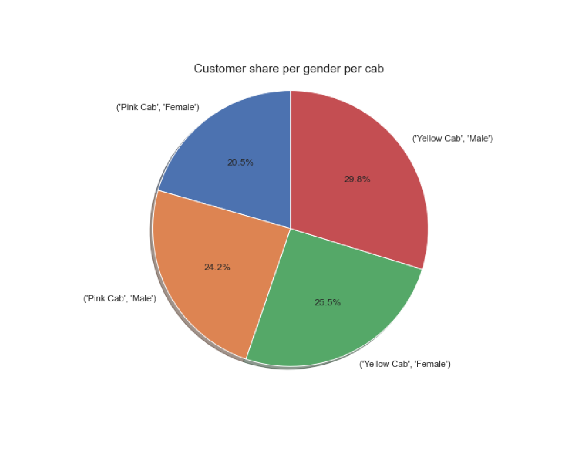 Customer share per gender per cab
('Pink Cab', 'Female')
('Yellow Cab', 'Male')
20.5%
29.8%
24.2%
('Pink Cab', 'Male')
25.5%
('Yellow Cab', 'Female')